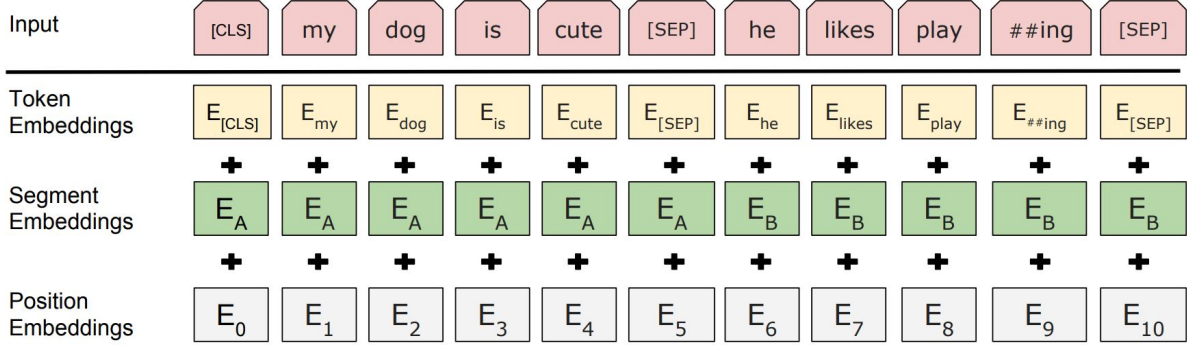 Input [CLS] my dog is cute [SEP] he likes play ##ing [SEP]
Token Embeddings E[CLS] Emy Edog Eis Ecute E[SEP] Ehe Elikes Eplay E##ing E[SEP]
+ + + + + + + + + + +
Segment Embeddings EA EA EA EA EA EA EB EB EB EB EB
+ + + + + + + + + + +
Position Embeddings E0 E1 E2 E3 E4 E5 E6 E7 E8 E9 E10